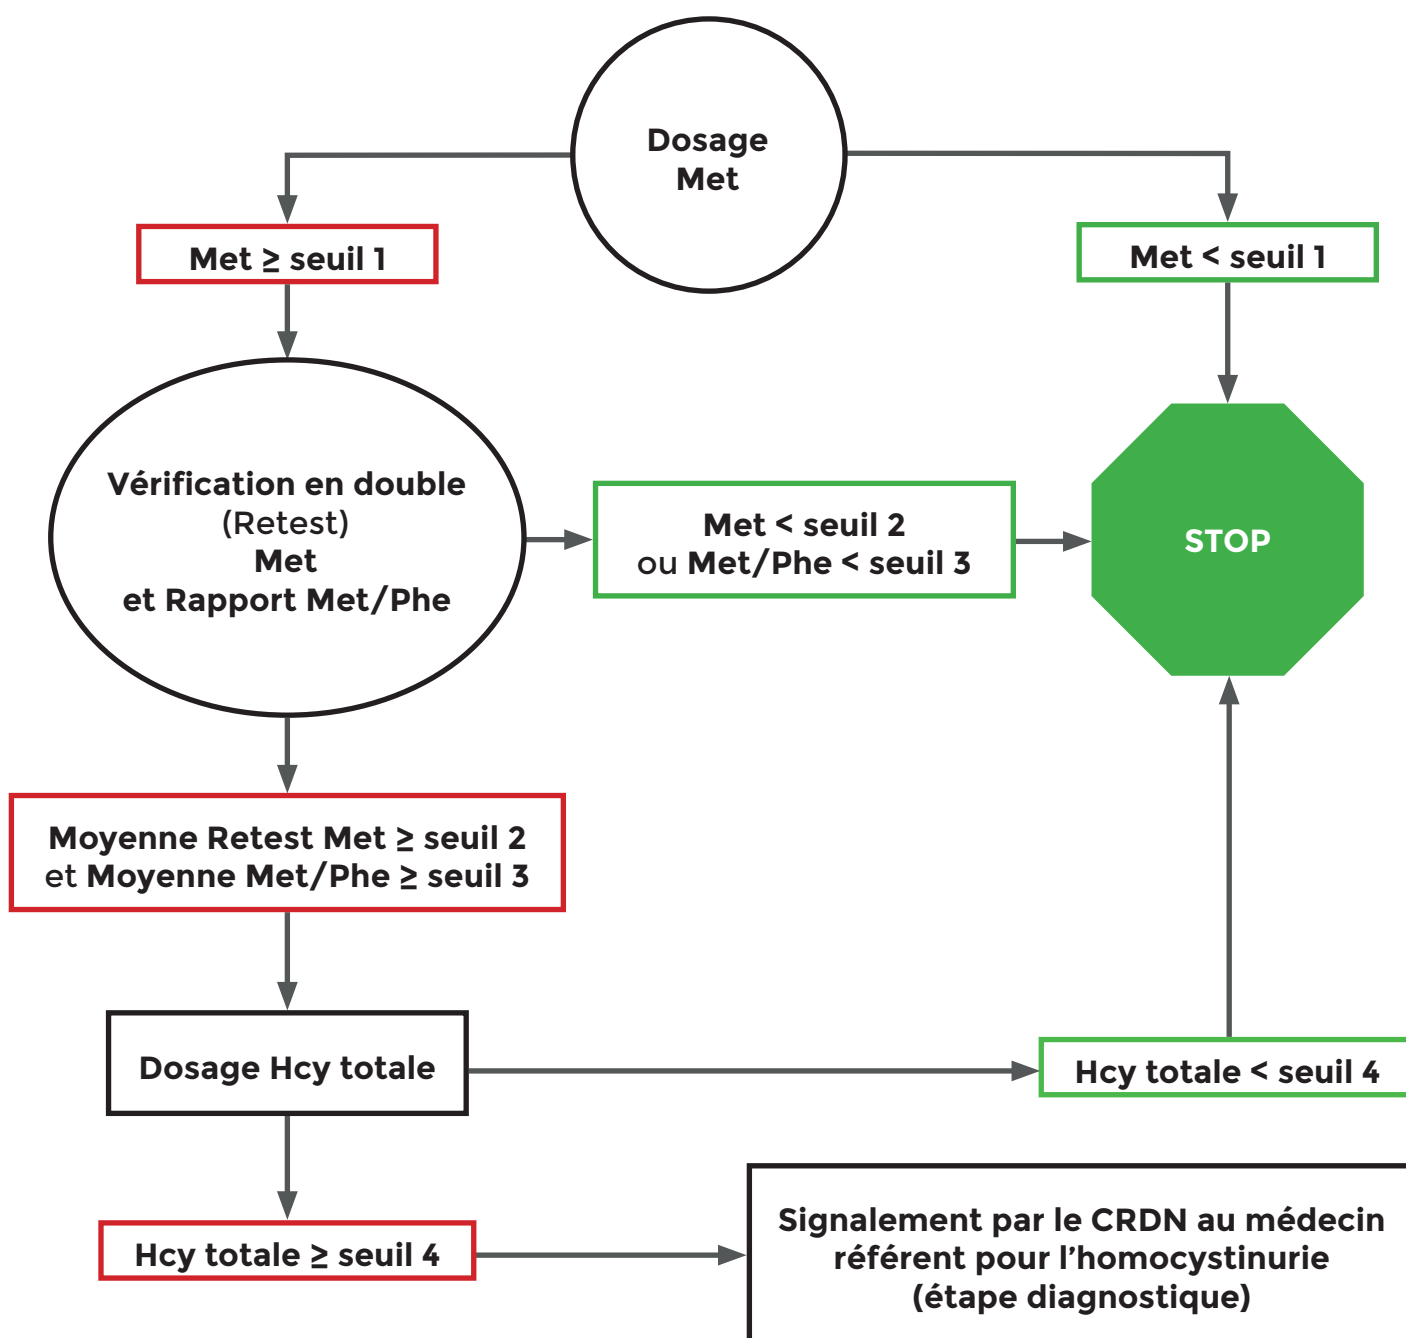 Dosage
Met
Met ≥ seuil 1
Met < seuil 1
Vérification en double
(Retest)
Met
et Rapport Met/Phe
Met < seuil 2
ou Met/Phe < seuil 3
STOP
Moyenne Retest Met ≥ seuil 2
et Moyenne Met/Phe ≥ seuil 3
Dosage Hcy totale
Hcy totale < seuil 4
Hcy totale ≥ seuil 4
Signalement par le CRDN au médecin
référent pour l'homocystinurie
(étape diagnostique)